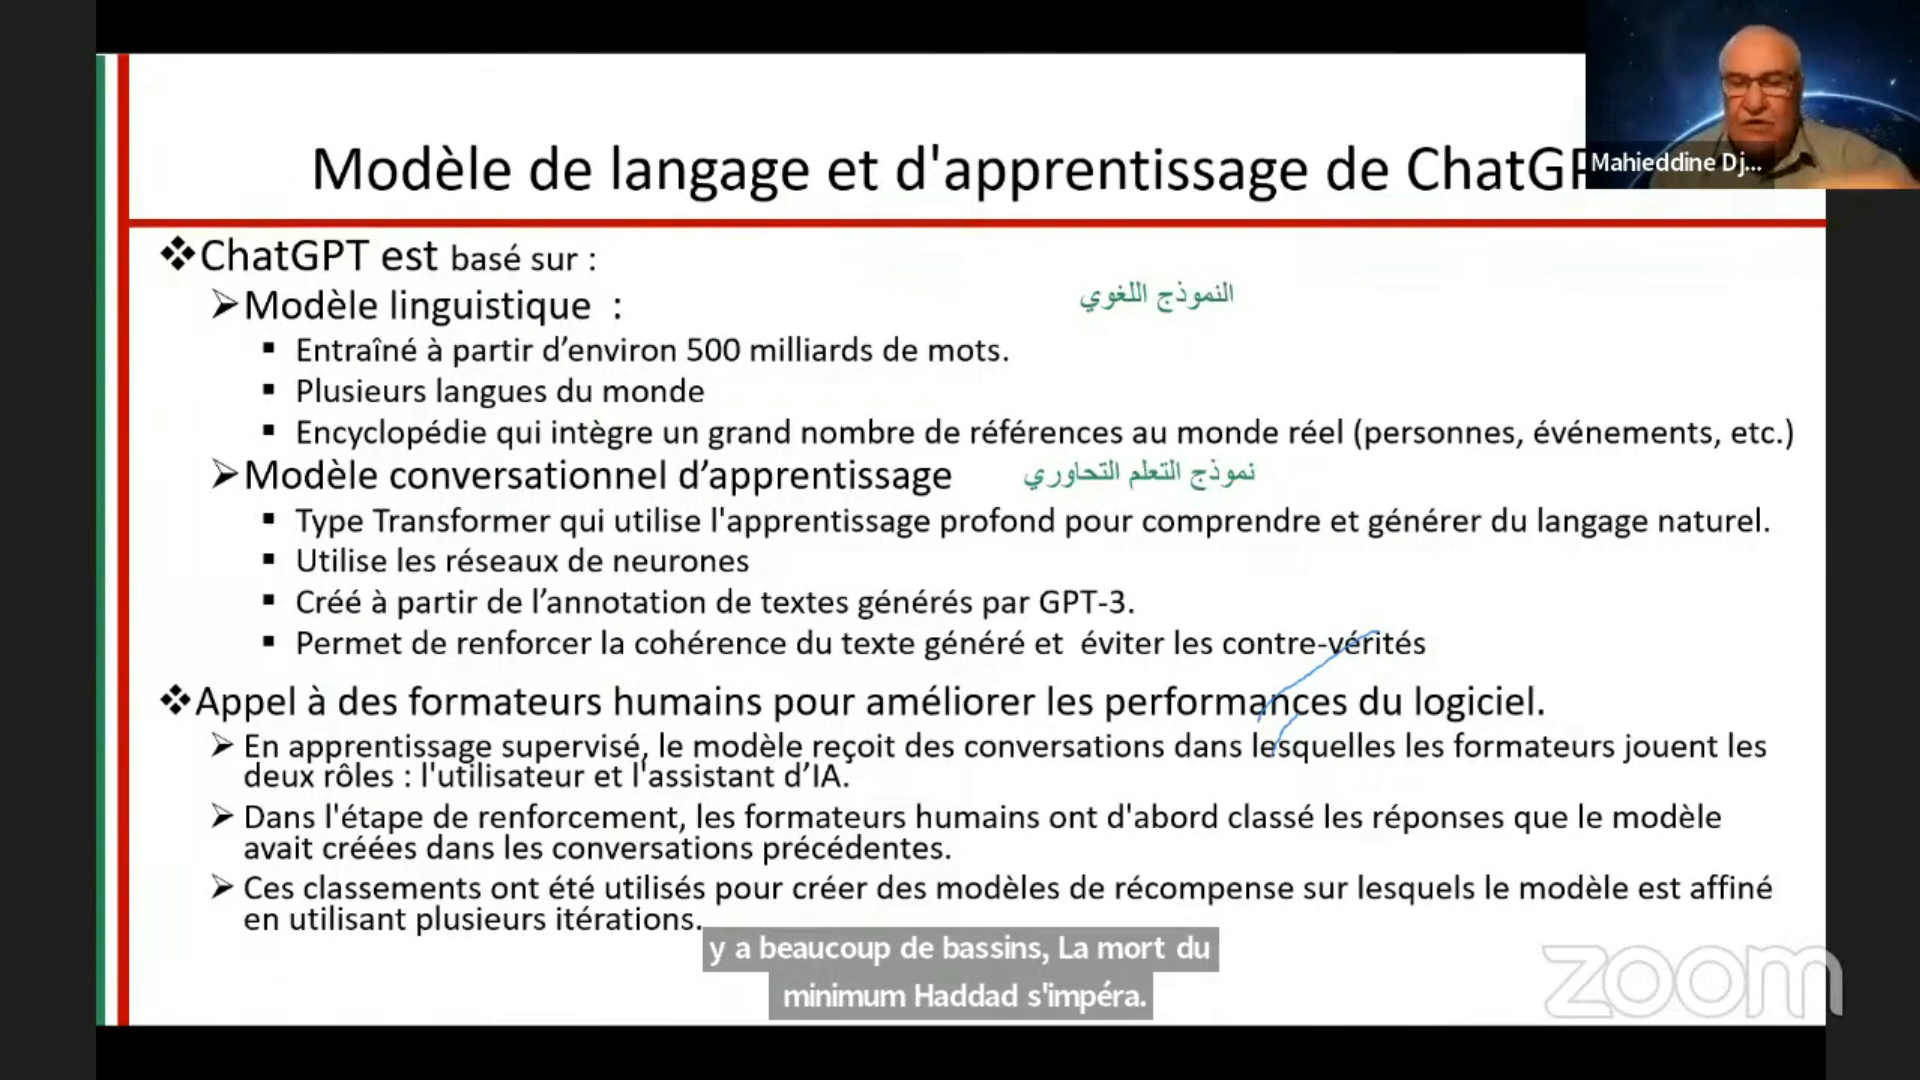 Modèle de langage et d'apprentissage de ChatGP
Mahieddine Dj...
❖ChatGPT est basé sur :
➢Modèle linguistique :
النموذج اللغوي
▪ Entraîné à partir d’environ 500 milliards de mots.
▪ Plusieurs langues du monde
▪ Encyclopédie qui intègre un grand nombre de références au monde réel (personnes, événements, etc.)
➢Modèle conversationnel d’apprentissage
نموذج التعلم التحاوري
▪ Type Transformer qui utilise l'apprentissage profond pour comprendre et générer du langage naturel.
▪ Utilise les réseaux de neurones
▪ Créé à partir de l’annotation de textes générés par GPT-3.
▪ Permet de renforcer la cohérence du texte généré et éviter les contre-vérités
❖Appel à des formateurs humains pour améliorer les performances du logiciel.
➢ En apprentissage supervisé, le modèle reçoit des conversations dans lesquelles les formateurs jouent les
deux rôles : l'utilisateur et l'assistant d’IA.
➢ Dans l'étape de renforcement, les formateurs humains ont d'abord classé les réponses que le modèle
avait créées dans les conversations précédentes.
➢ Ces classements ont été utilisés pour créer des modèles de récompense sur lesquels le modèle est affiné
en utilisant plusieurs itérations.
y a beaucoup de bassins, La mort du
minimum Haddad s'impéra.
zoom